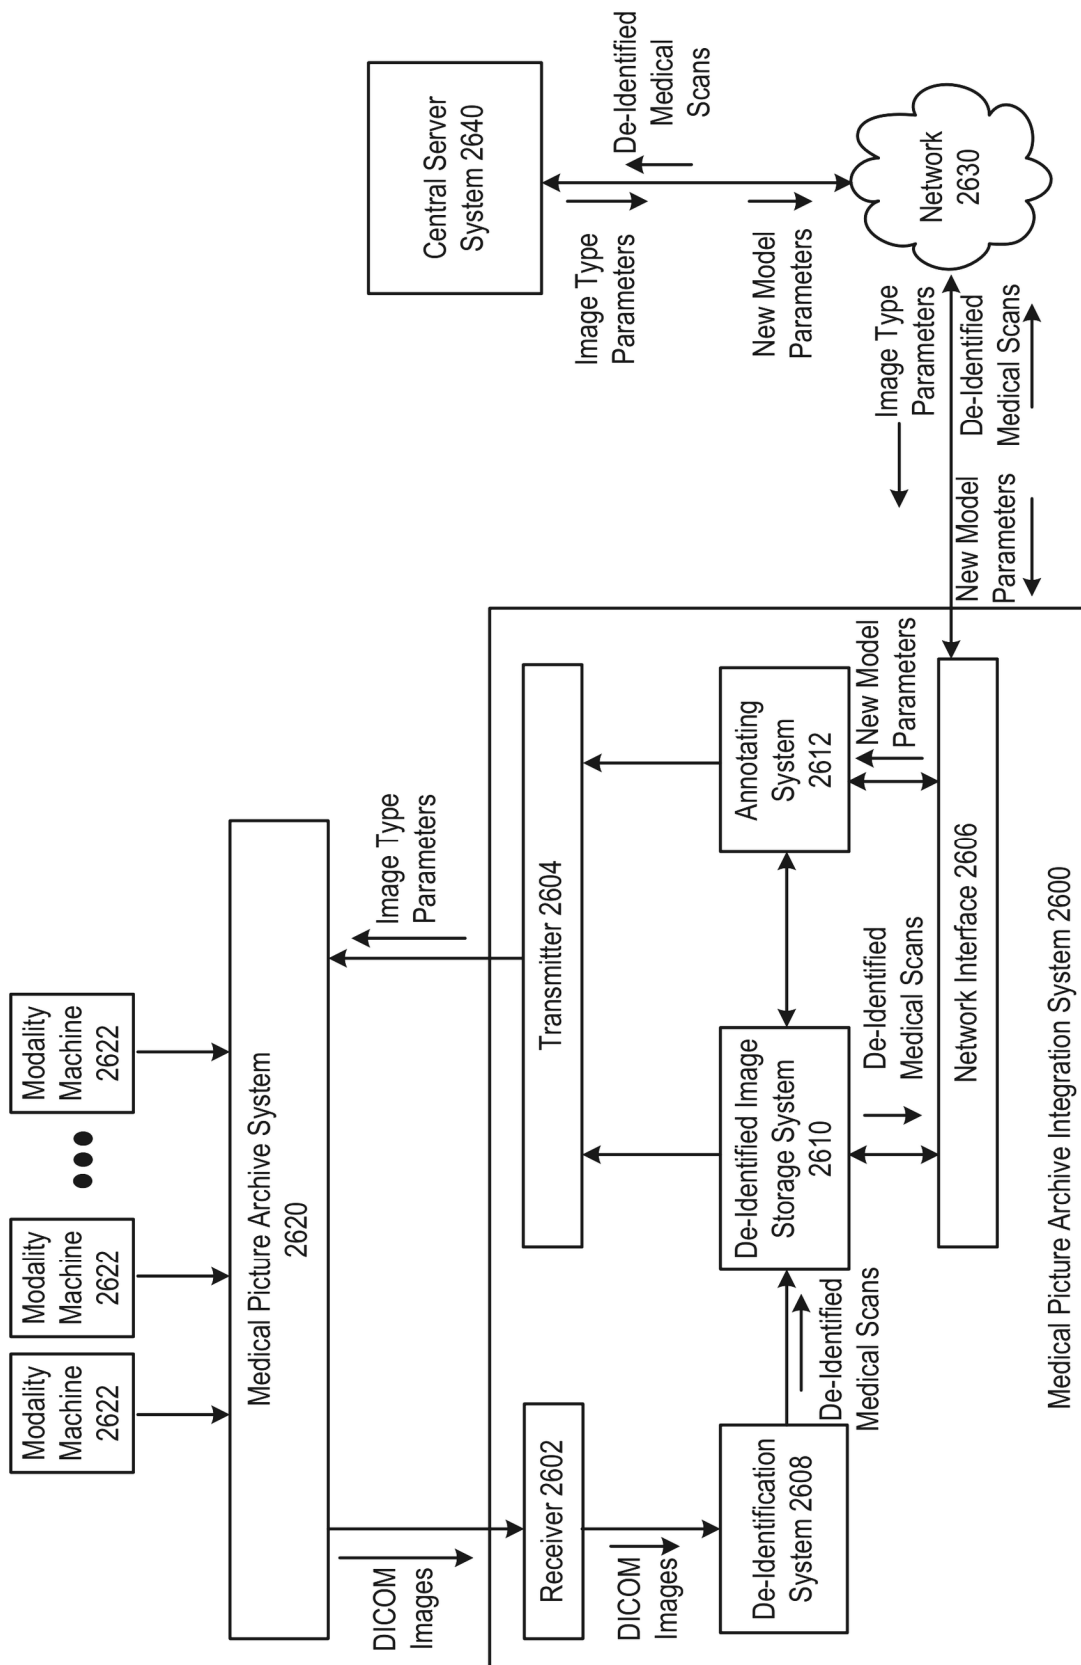 Modality
Machine
2622
Modality
Machine
2622
Modality
Machine
2622
Medical Picture Archive System
2620
DICOM
Images
Image Type
Parameters
Receiver 2602
Transmitter 2604
DICOM
Images
De-Identification
System 2608
De-Identified
Medical Scans
De-Identified Image
Storage System
2610
Annotating
System
2612
De-Identified
Medical Scans
New Model
Parameters
Network Interface 2606
Medical Picture Archive Integration System 2600
New Model
Parameters
Image Type
Parameters
De-Identified
Medical Scans
Network
2630
Central Server
System 2640
Image Type
Parameters
New Model
Parameters
De-Identified
Medical
Scans